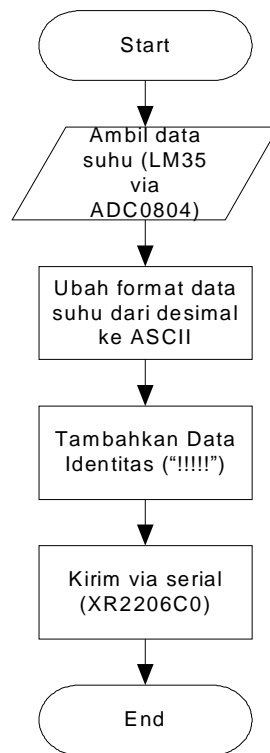 Start
Ambil data
suhu (LM35
via
ADC0804)
Ubah format data
suhu dari desimal
ke ASCII
Tambahkan Data
Identitas (“!!!!!”)
Kirim via serial
(XR2206C0)
End